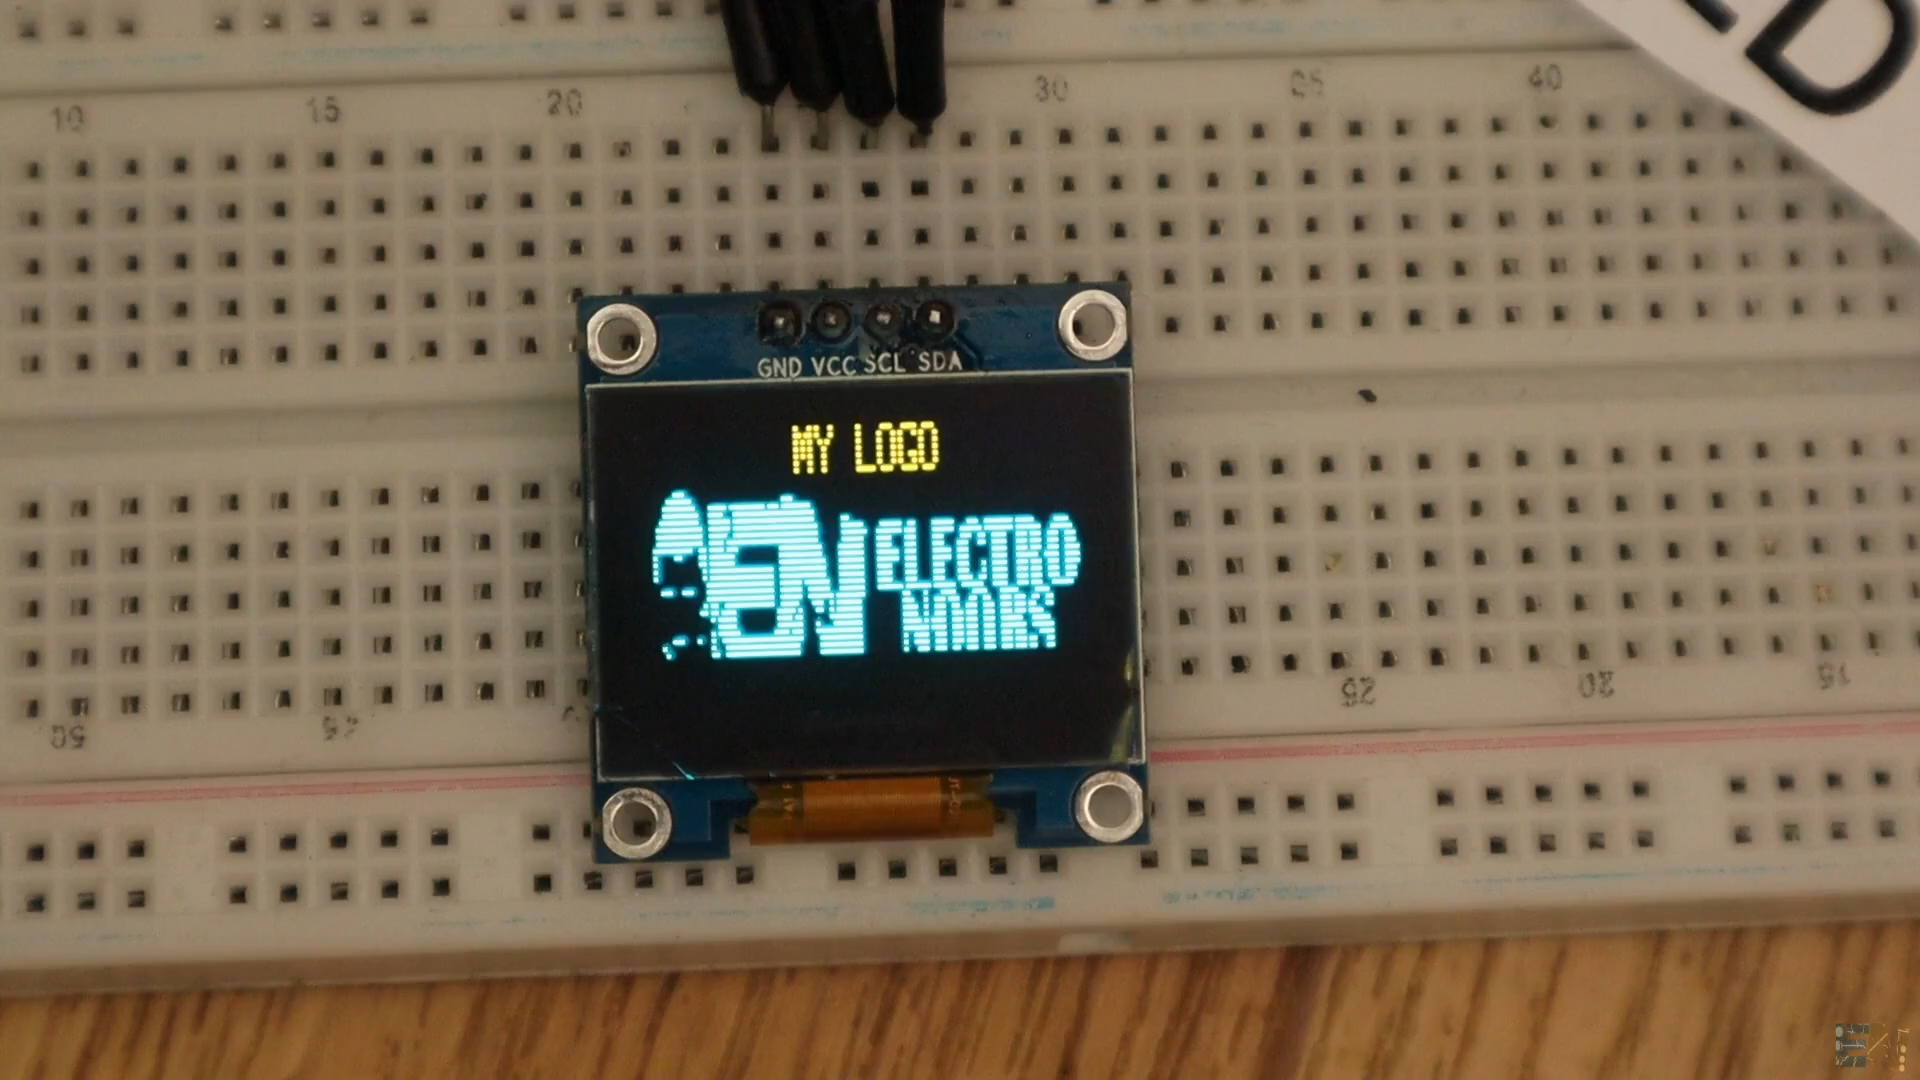 D
10 15 20 30 40
GND VCC SCL SDA
MY LOGO
EN ELECTRO
NOOBS
50 45 25 20 15